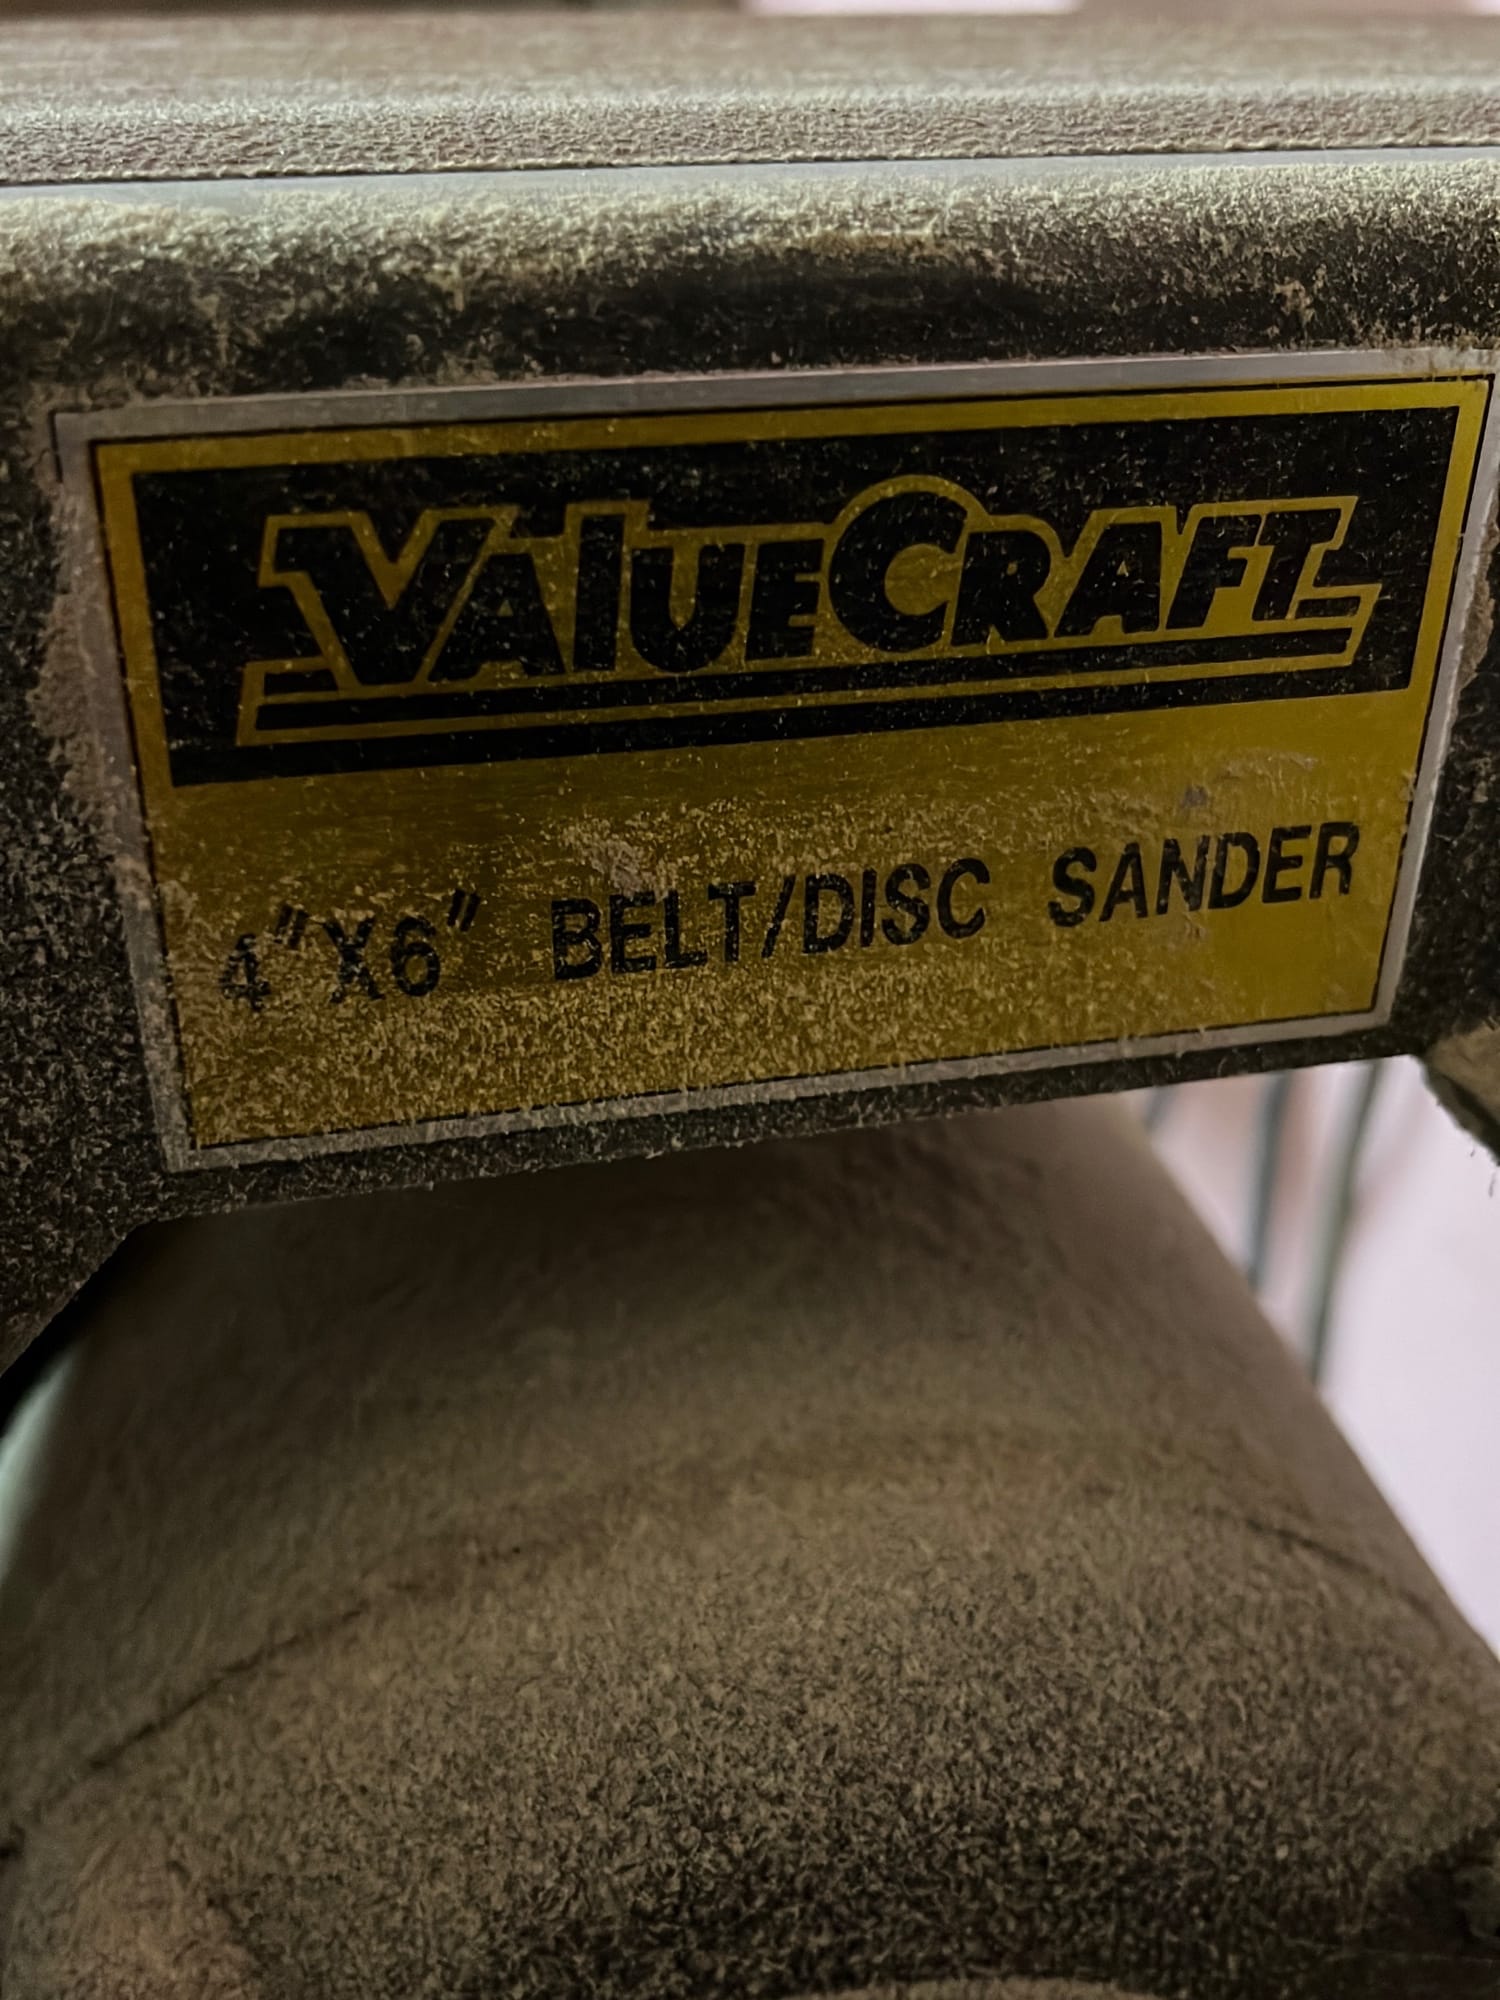 VALUECRAFT
4"X6" BELT/DISC SANDER